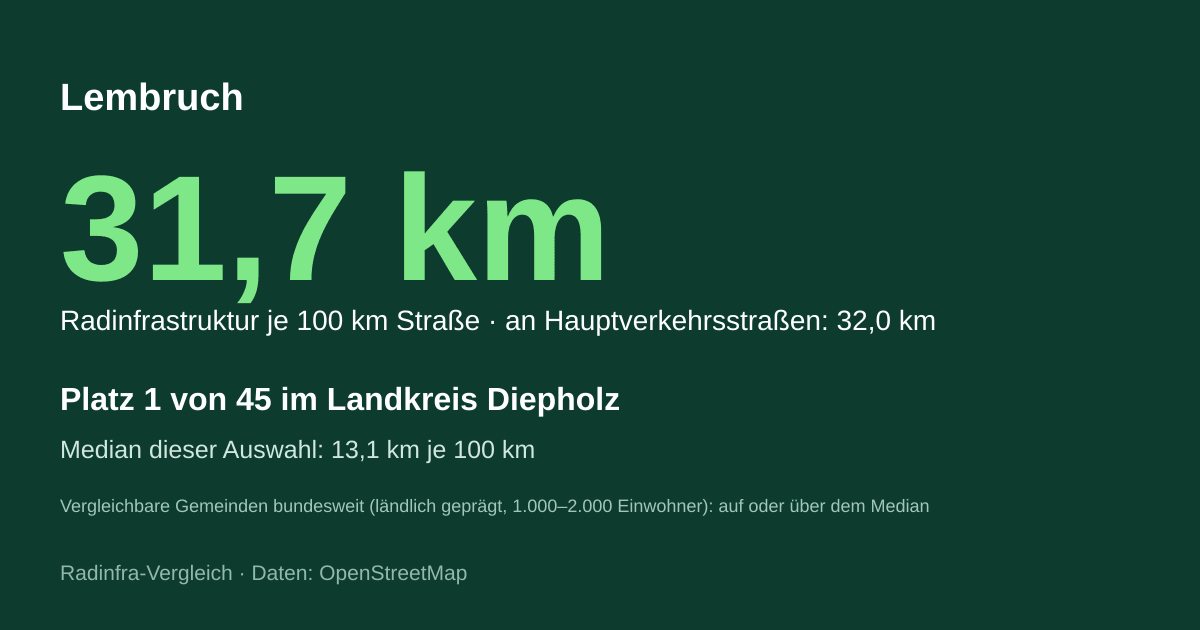 Lembruch
31,7 km
Radinfrastruktur je 100 km Straße · an Hauptverkehrsstraßen: 32,0 km
Platz 1 von 45 im Landkreis Diepholz
Median dieser Auswahl: 13,1 km je 100 km
Vergleichbare Gemeinden bundesweit (ländlich geprägt, 1.000–2.000 Einwohner): auf oder über dem Median
Radinfra-Vergleich · Daten: OpenStreetMap